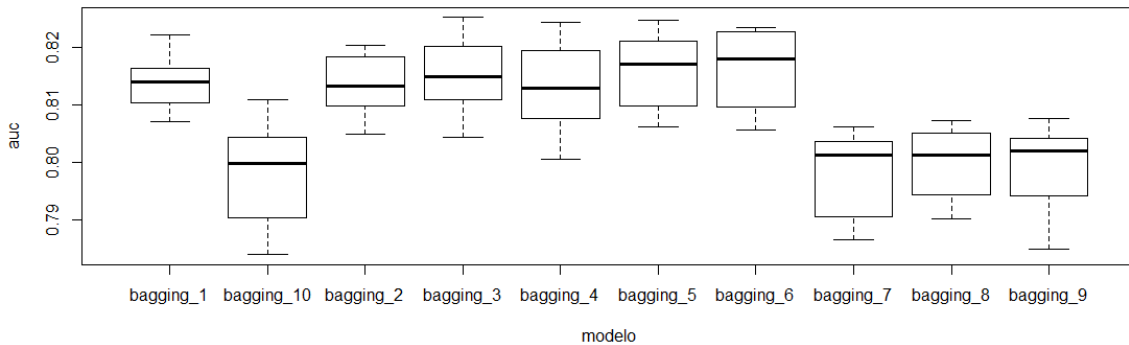 auc
0.82
0.81
0.80
0.79
bagging_1 bagging_10 bagging_2 bagging_3 bagging_4 bagging_5 bagging_6 bagging_7 bagging_8 bagging_9
modelo